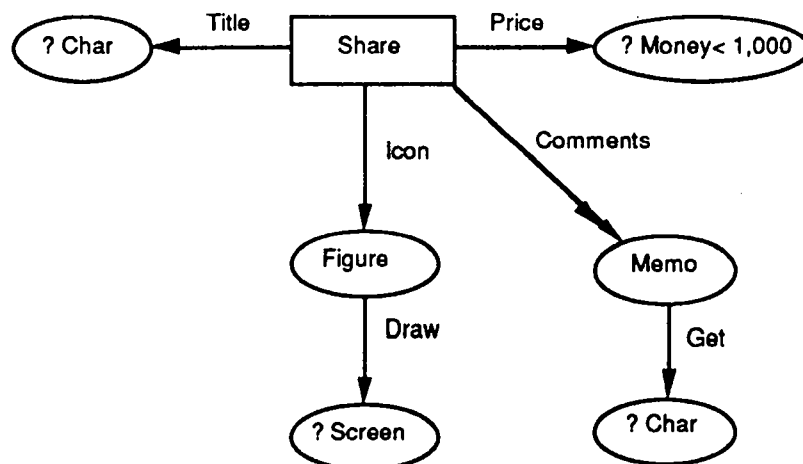 Title
Price
? Char
Share
? Money< 1,000
Icon
Comments
Figure
Memo
Draw
Get
? Screen
? Char